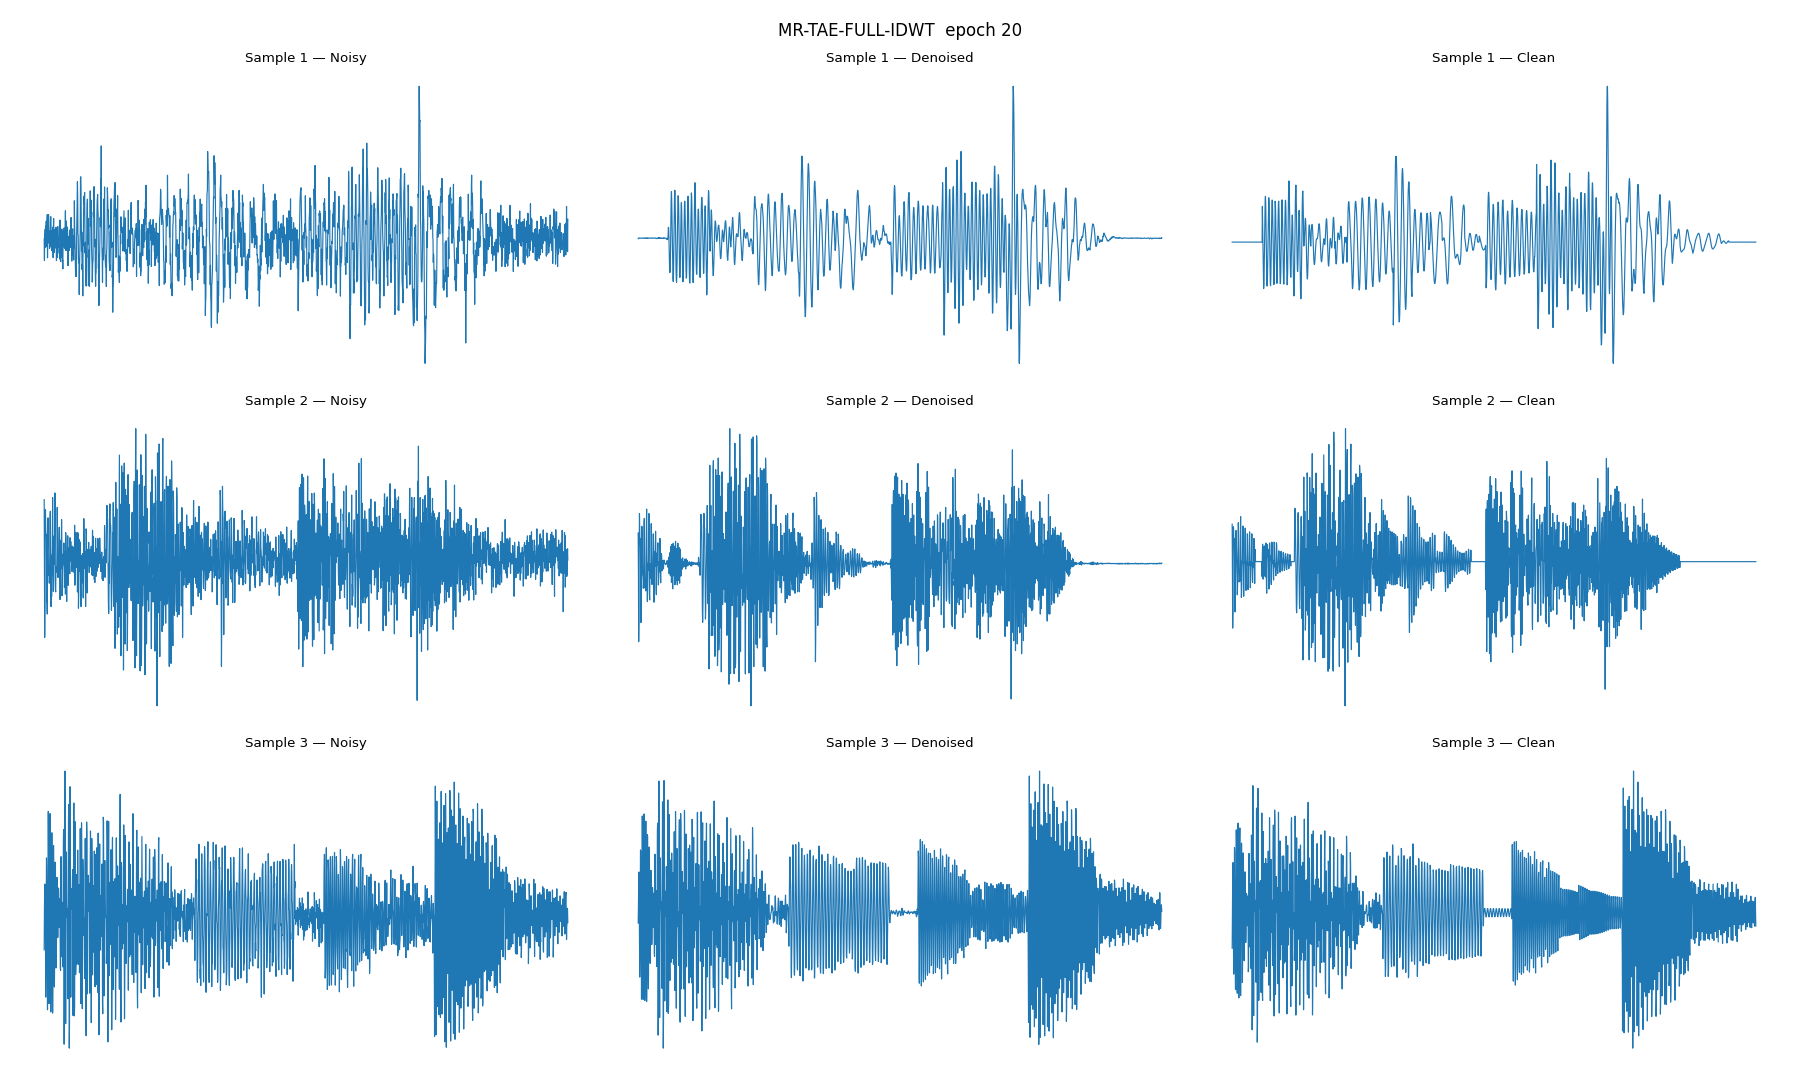 MR-TAE-FULL-IDWT  epoch 20
Sample 1 — Noisy
Sample 1 — Denoised
Sample 1 — Clean
Sample 2 — Noisy
Sample 2 — Denoised
Sample 2 — Clean
Sample 3 — Noisy
Sample 3 — Denoised
Sample 3 — Clean